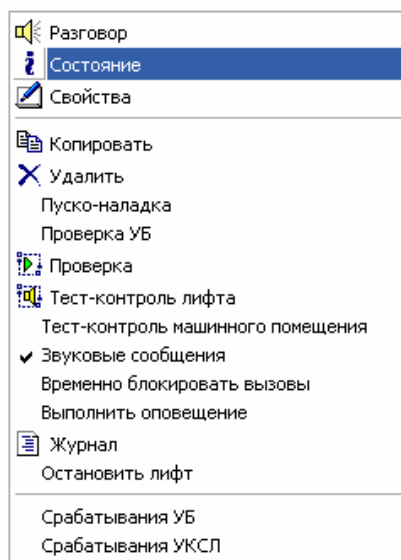 Разговор
Состояние
Свойства
Копировать
Удалить
Пуско-наладка
Проверка УБ
Проверка
Тест-контроль лифта
Тест-контроль машинного помещения
Звуковые сообщения
Временно блокировать вызовы
Выполнить оповещение
Журнал
Остановить лифт
Срабатывания УБ
Срабатывания УКСЛ